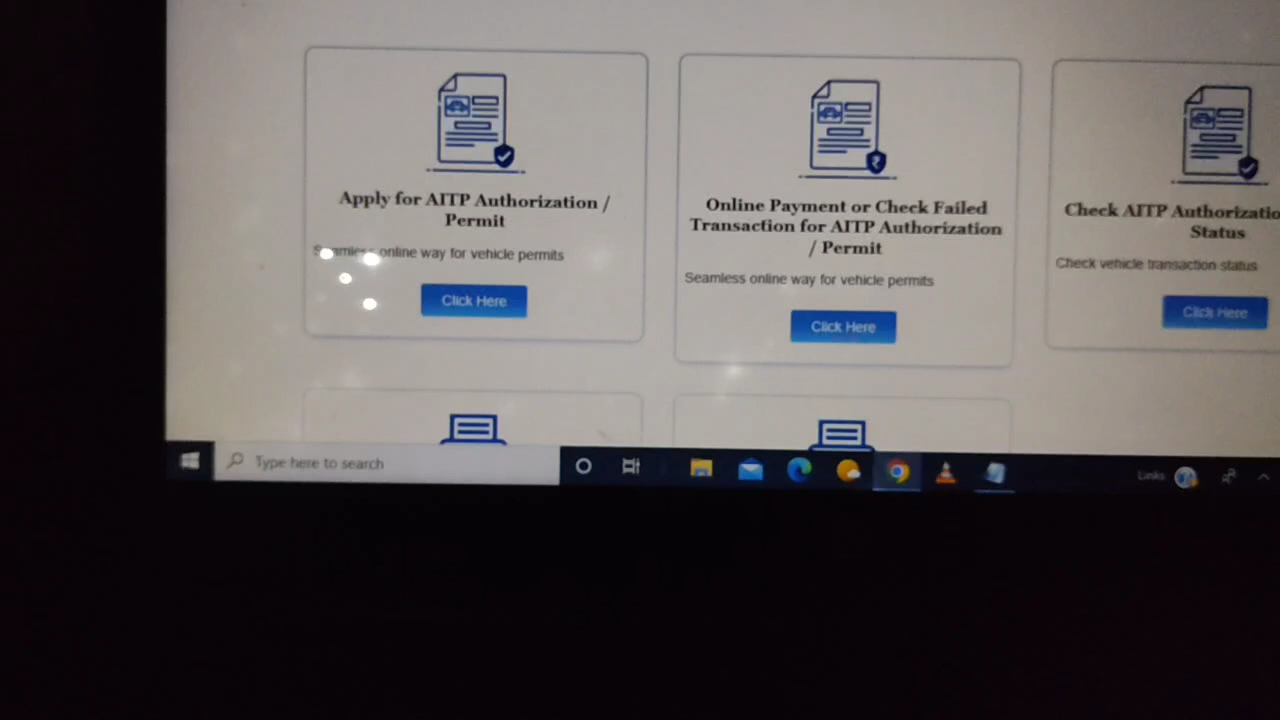 Apply for AITP Authorization /
Permit
Seamless online way for vehicle permits
Click Here
Online Payment or Check Failed
Transaction for AITP Authorization
/ Permit
Seamless online way for vehicle permits
Click Here
Check AITP Authorizatio
Status
Check vehicle transaction status
Click Here
Type here to search
Links